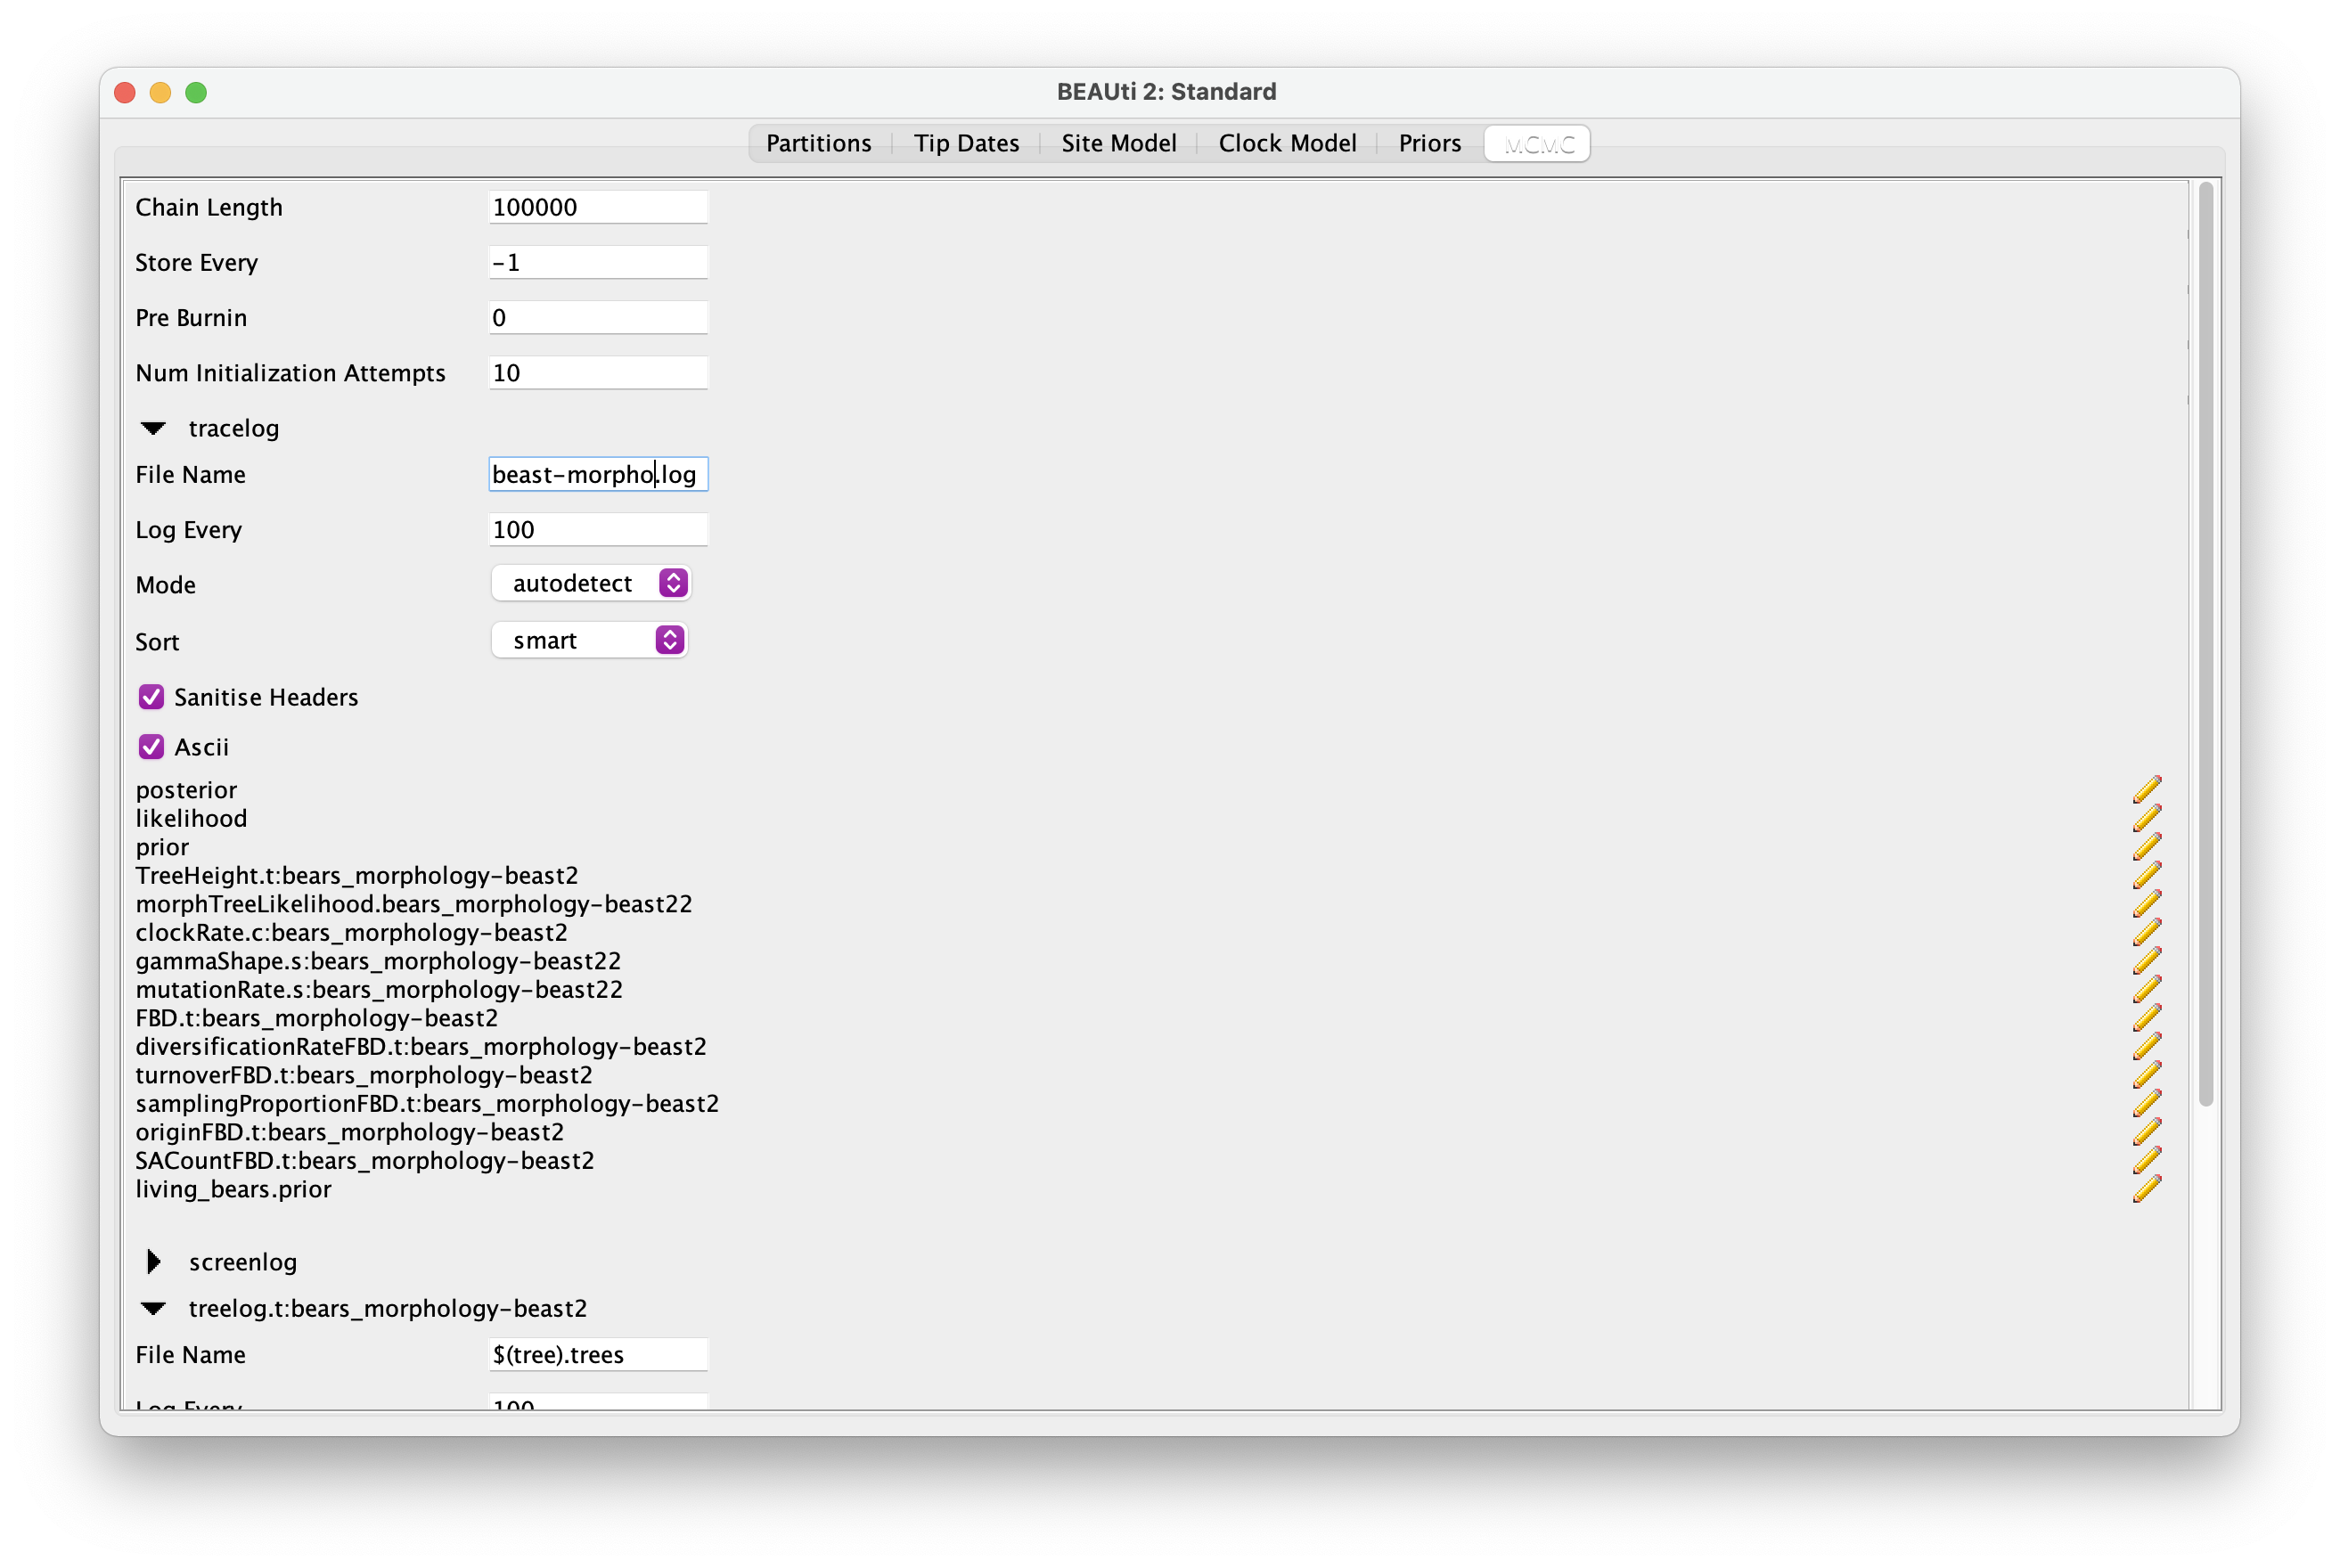 BEAUti 2: Standard
Partitions Tip Dates Site Model Clock Model Priors MCMC
Chain Length 100000
Store Every -1
Pre Burnin 0
Num Initialization Attempts 10
tracelog
File Name beast-morpho.log
Log Every 100
Mode autodetect
Sort smart
Sanitise Headers
Ascii
posterior
likelihood
prior
TreeHeight.t:bears_morphology-beast2
morphTreeLikelihood.bears_morphology-beast22
clockRate.c:bears_morphology-beast2
gammaShape.s:bears_morphology-beast22
mutationRate.s:bears_morphology-beast22
FBD.t:bears_morphology-beast2
diversificationRateFBD.t:bears_morphology-beast2
turnoverFBD.t:bears_morphology-beast2
samplingProportionFBD.t:bears_morphology-beast2
originFBD.t:bears_morphology-beast2
SACountFBD.t:bears_morphology-beast2
living_bears.prior
screenlog
treelog.t:bears_morphology-beast2
File Name $(tree).trees
Log Every 100